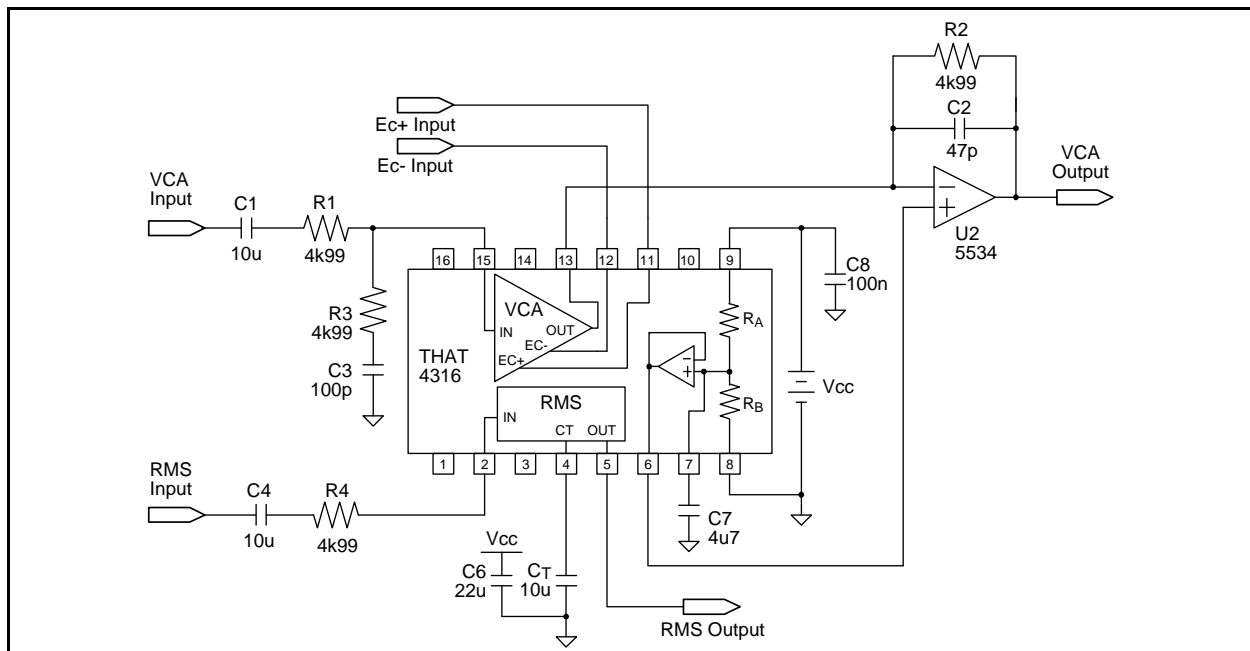 R2
4k99
C2
47p
Ec+ Input
Ec- Input
VCA
Output
VCA
Input
C1
10u
R1
4k99
U2
5534
16
15
14
13
12
11
10
9
C8
100n
R3
4k99
C3
100p
VCA
IN
OUT
EC-
EC+
THAT
4316
RA
RB
Vcc
RMS
IN
CT
OUT
1
2
3
4
5
6
7
8
RMS
Input
C4
10u
R4
4k99
C7
4u7
Vcc
C6
22u
CT
10u
RMS Output